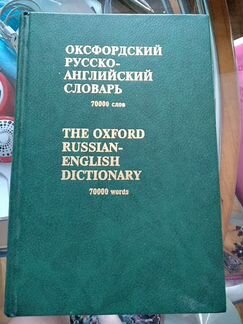 ОКСФОРДСКИЙ
РУССКО-
АНГЛИЙСКИЙ
СЛОВАРЬ
70000 слов
THE OXFORD
RUSSIAN-
ENGLISH
DICTIONARY
70000 words